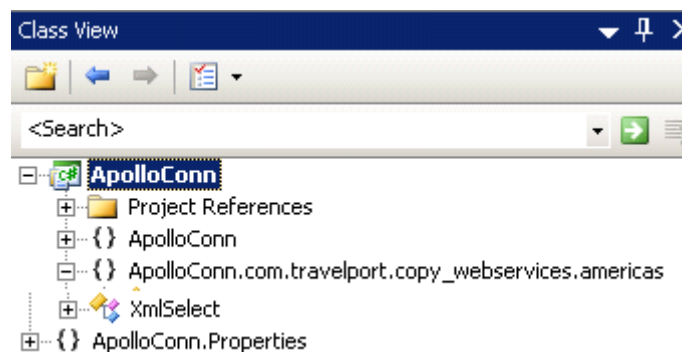 Class View
<Search>
ApolloConn
Project References
{} ApolloConn
{} ApolloConn.com.travelport.copy_webservices.americas
XmlSelect
{} ApolloConn.Properties